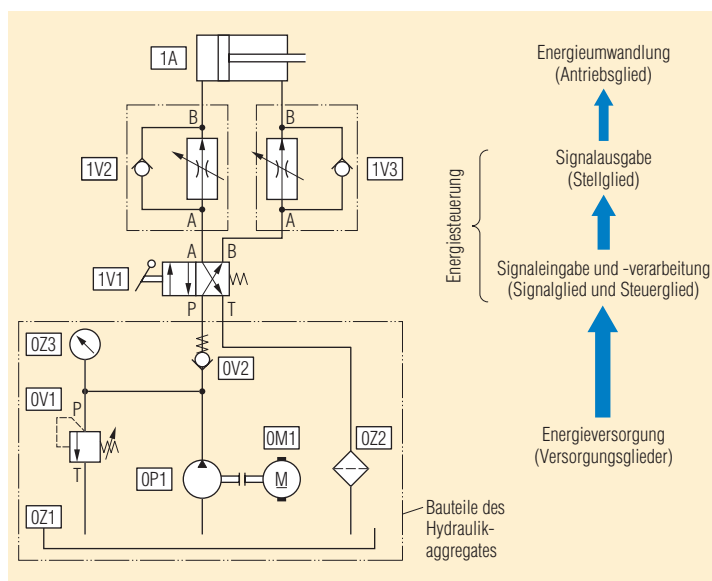 1A
Energieumwandlung
(Antriebsglied)
B
B
1V2
1V3
Signalausgabe
(Stellglied)
A
A
Energiesteuerung
A
B
1V1
P
T
Signaleingabe und -verarbeitung
(Signalglied und Steuerglied)
0Z3
0V2
0V1
P
T
0P1
0M1
M
0Z2
Energieversorgung
(Versorgungsglieder)
0Z1
Bauteile des
Hydraulik-
aggregates